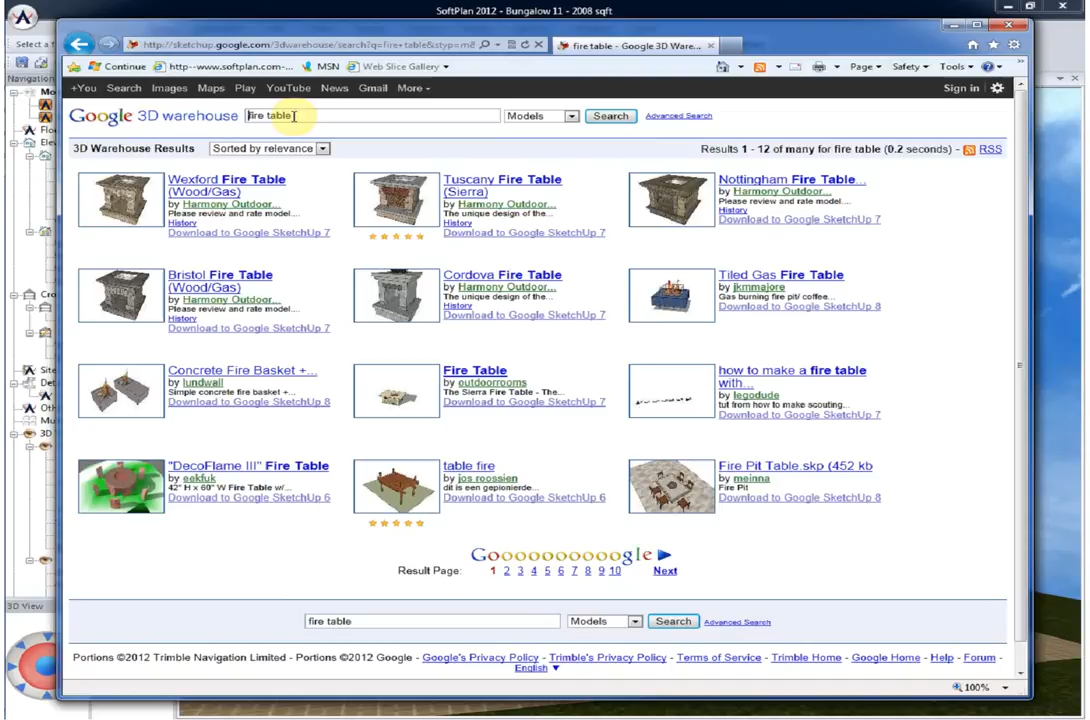 SoftPlan 2012 - Bungalow 11 - 2008 sqft
Select a f
http://sketchup.google.com/3dwarehouse/search?q=fire+table&styp=m
fire table - Google 3D Ware...
Continue http--www.softplan.com-... MSN Web Slice Gallery
Page Safety Tools
Navigation
Mo
+You Search Images Maps Play YouTube News Gmail More
Sign in
Google 3D warehouse
fire table
Models
Search
Advanced Search
Floo
Elev
3D Warehouse Results
Sorted by relevance
Results 1 - 12 of many for fire table (0.2 seconds) - RSS
Wexford Fire Table
(Wood/Gas)
by Harmony Outdoor...
Please review and rate model....
History
Download to Google SketchUp 7
Tuscany Fire Table
(Sierra)
by Harmony Outdoor...
The unique design of the...
History
Download to Google SketchUp 7
Nottingham Fire Table...
by Harmony Outdoor...
Please review and rate model....
History
Download to Google SketchUp 7
Bristol Fire Table
(Wood/Gas)
by Harmony Outdoor...
Please review and rate model....
History
Download to Google SketchUp 7
Cordova Fire Table
by Harmony Outdoor...
The unique design of the...
History
Download to Google SketchUp 7
Tiled Gas Fire Table
by jkmmajore
Gas burning fire pit/ coffee...
Download to Google SketchUp 8
Cro
Site
Det
Oth
Mu
3D
Concrete Fire Basket +...
by lundwall
Simple concrete fire basket +...
Download to Google SketchUp 8
Fire Table
by outdoorrooms
The Sierra Fire Table - The...
Download to Google SketchUp 7
how to make a fire table
with...
by legodude
tut from how to make scouting...
Download to Google SketchUp 7
"DecoFlame III" Fire Table
by eekfuk
42" H x 60" W Fire Table w/...
Download to Google SketchUp 6
table fire
by jos roossien
dit is een gepionierde...
Download to Google SketchUp 6
Fire Pit Table.skp (452 kb
by meinna
Fire Pit
Download to Google SketchUp 8
Goooooooooogle
Result Page: 1 2 3 4 5 6 7 8 9 10 Next
3D View
fire table
Models
Search
Advanced Search
Portions ©2012 Trimble Navigation Limited - Portions ©2012 Google - Google's Privacy Policy - Trimble's Privacy Policy - Terms of Service - Trimble Home - Google Home - Help - Forum -
English
100%